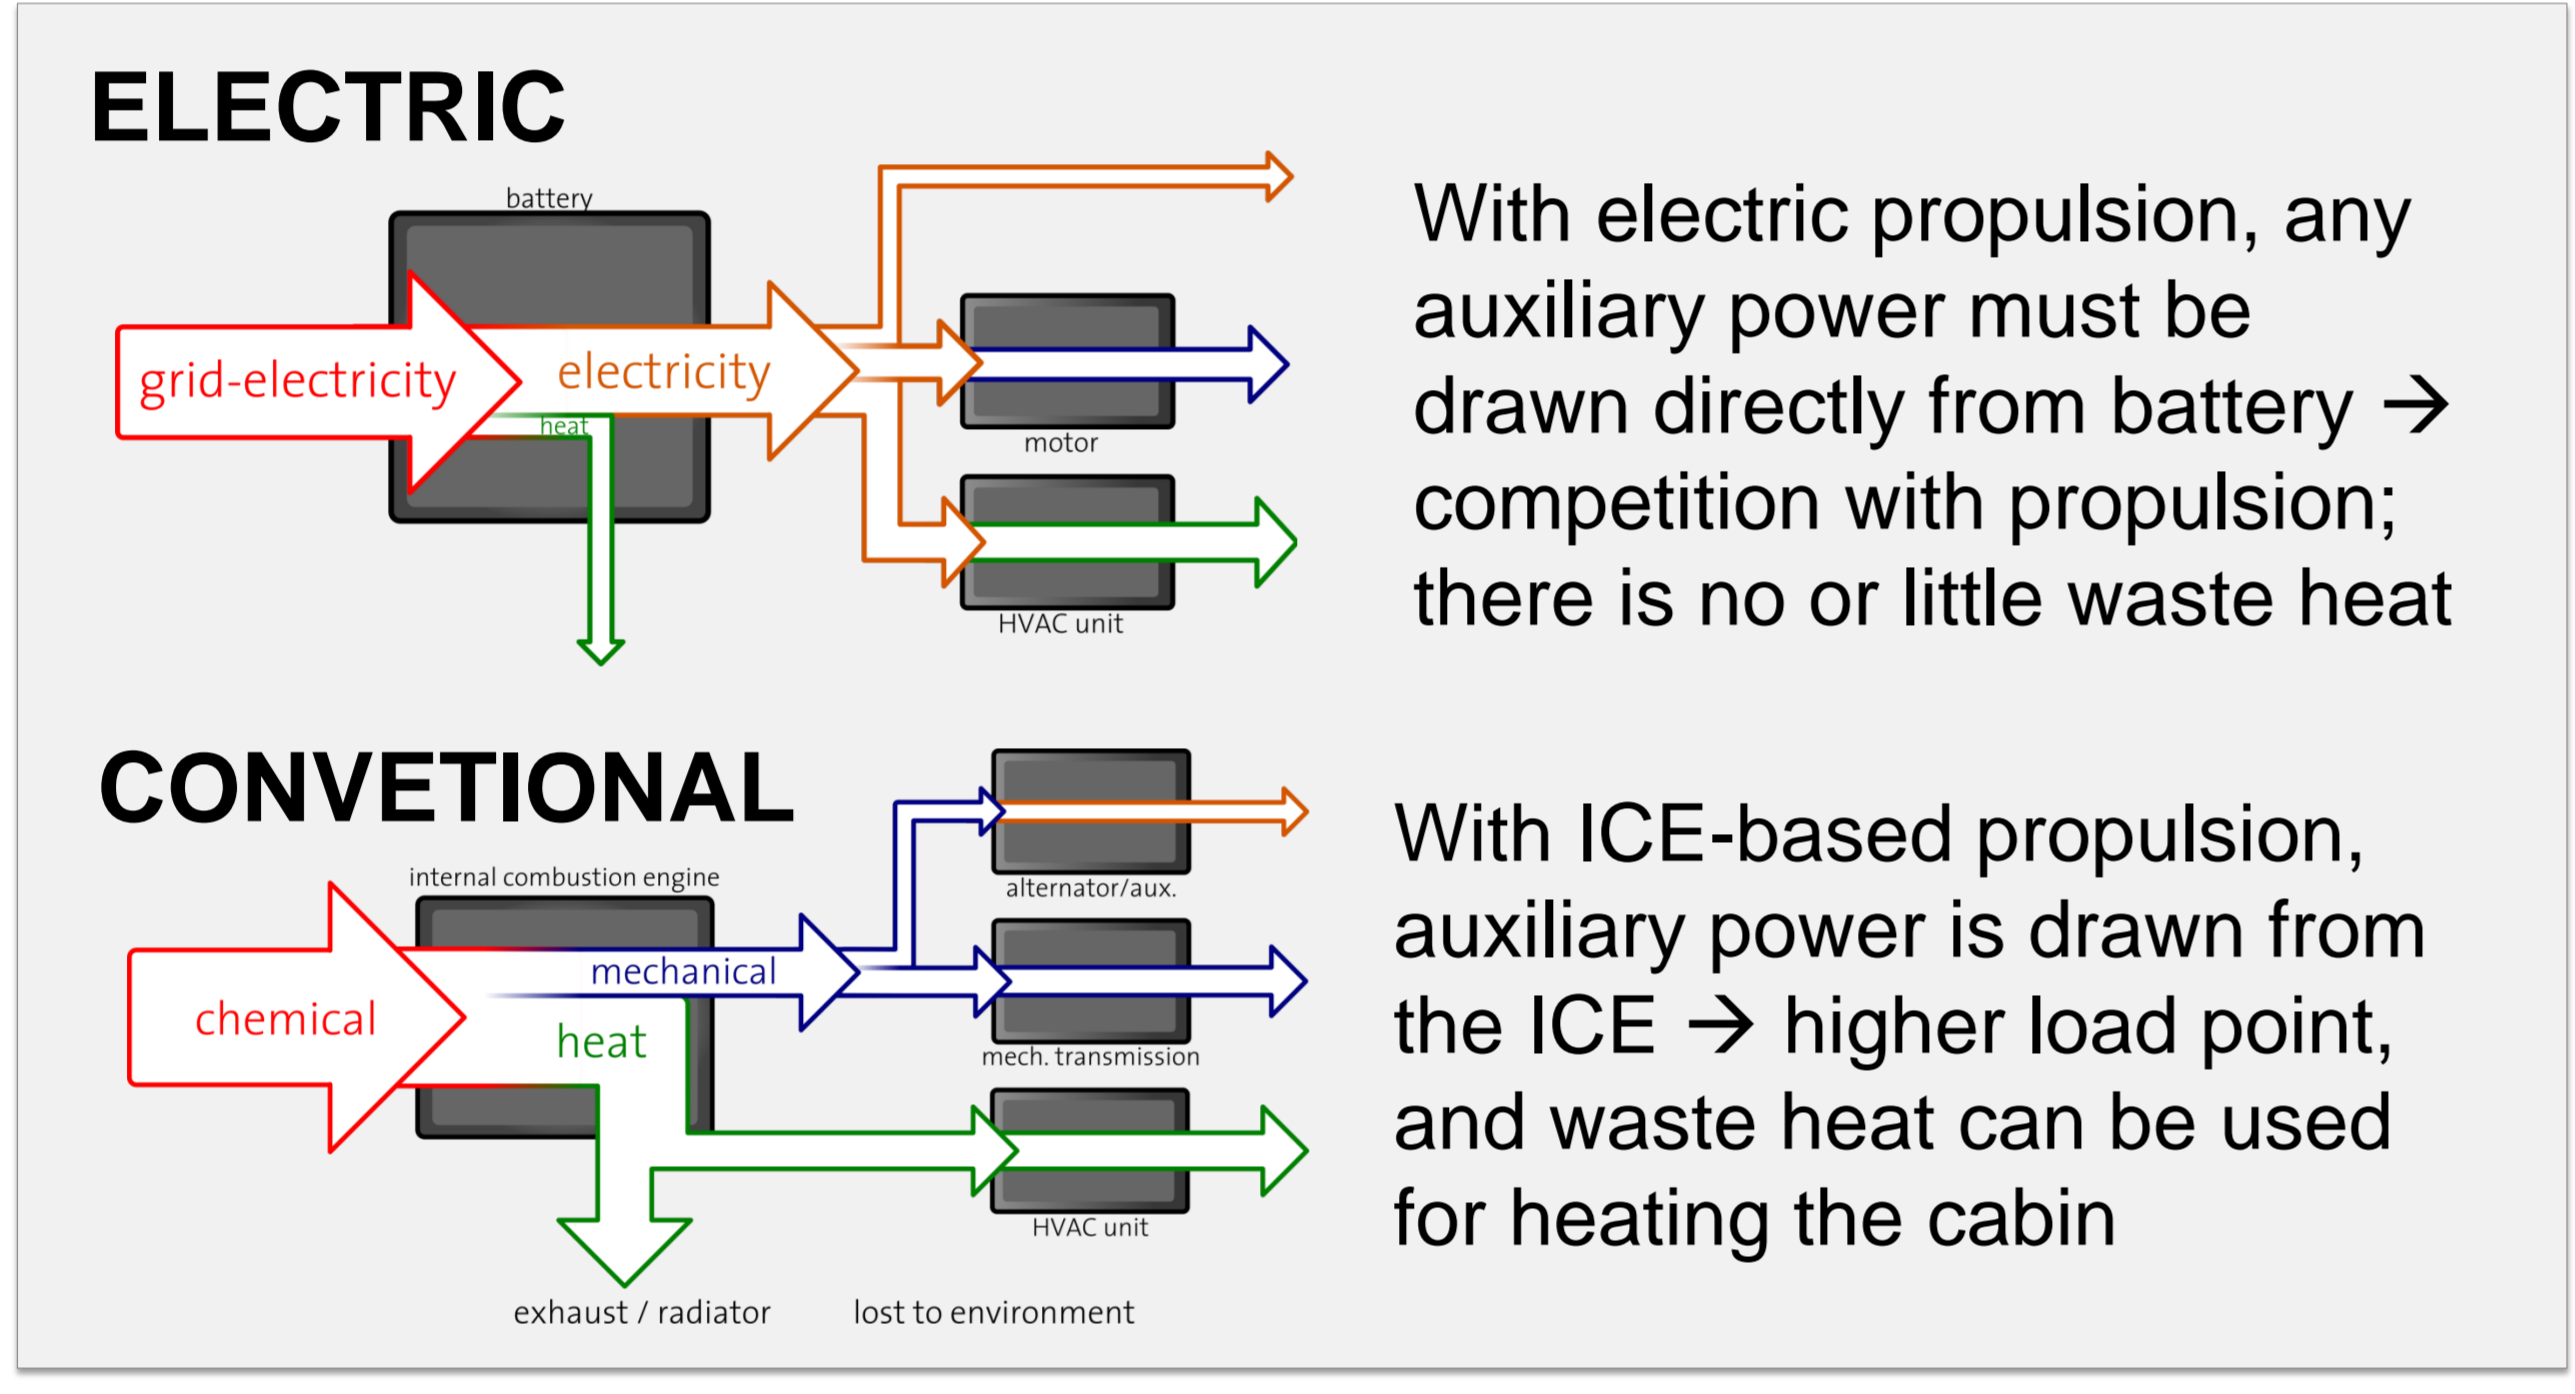 ELECTRIC
battery
grid-electricity
electricity
heat
motor
HVAC unit
With electric propulsion, any
auxiliary power must be
drawn directly from battery →
competition with propulsion;
there is no or little waste heat
CONVETIONAL
internal combustion engine
chemical
mechanical
heat
alternator/aux.
mech. transmission
HVAC unit
exhaust / radiator
lost to environment
With ICE-based propulsion,
auxiliary power is drawn from
the ICE → higher load point,
and waste heat can be used
for heating the cabin